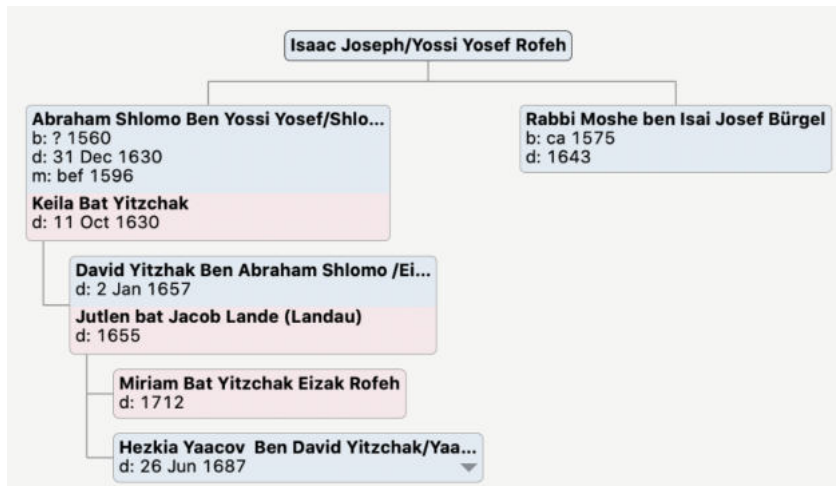 Isaac Joseph/Yossi Yosef Rofeh
Abraham Shlomo Ben Yossi Yosef/Shlo...
b: ? 1560
d: 31 Dec 1630
m: bef 1596
Keila Bat Yitzchak
d: 11 Oct 1630
Rabbi Moshe ben Isai Josef Bürgel
b: ca 1575
d: 1643
David Yitzhak Ben Abraham Shlomo /Ei...
d: 2 Jan 1657
Jutlen bat Jacob Lande (Landau)
d: 1655
Miriam Bat Yitzchak Eizak Rofeh
d: 1712
Hezkia Yaacov Ben David Yitzchak/Yaa...
d: 26 Jun 1687